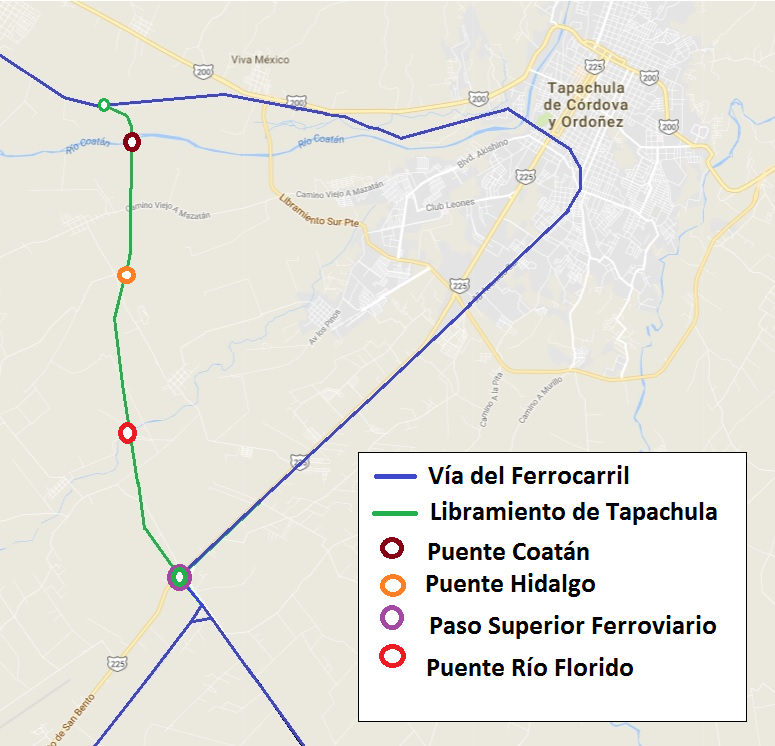 Viva México
200
200
200
225
200
200
Tapachula
de Córdova
y Ordoñez
Río Coatán
Río Coatán
Blvd. Akishino
225
Camino Viejo A Mazatán
Camino Viejo A Mazatán
Club Leones
Libramiento Sur Pte
225
Av los Pinos
Camino A la Pita
Camino A Murillo
225
225
o de San Benito
Vía del Ferrocarril
Libramiento de Tapachula
Puente Coatán
Puente Hidalgo
Paso Superior Ferroviario
Puente Río Florido